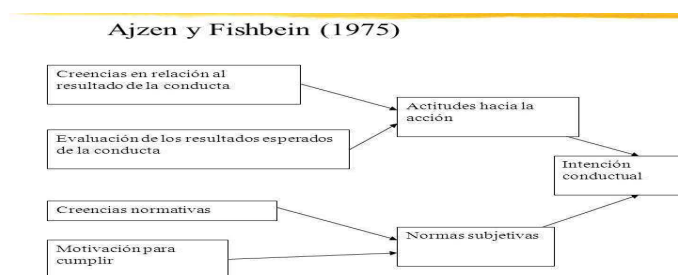 Ajzen y Fishbein (1975)
Creencias en relación al
resultado de la conducta
Evaluación de los resultados esperados
de la conducta
Actitudes hacia la
acción
Intención
conductual
Creencias normativas
Motivación para
cumplir
Normas subjetivas